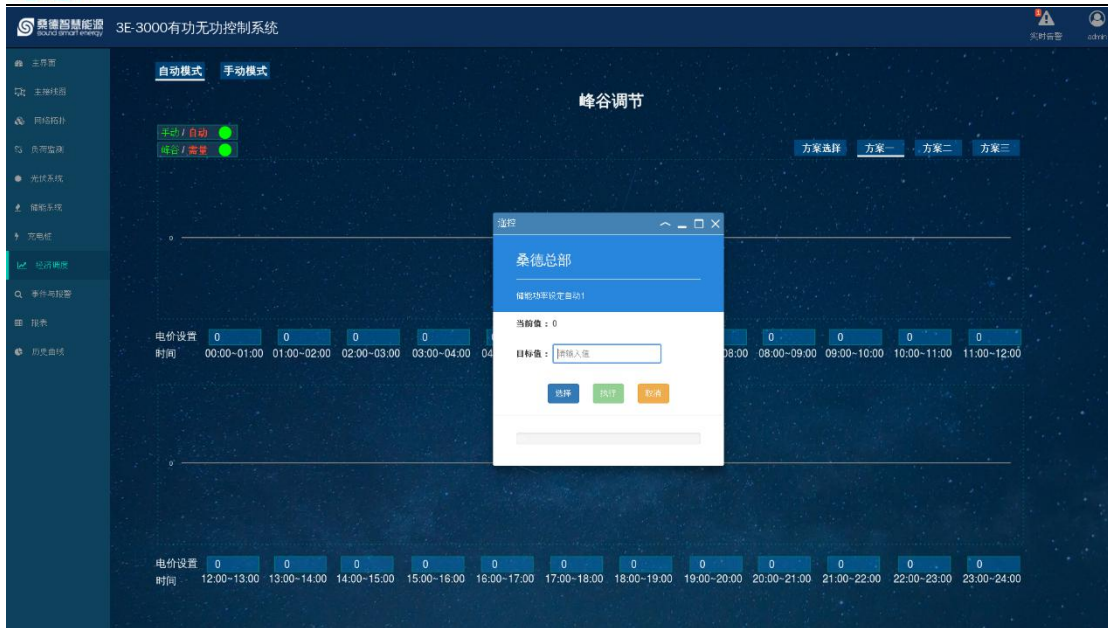 桑德智慧能源
sound smart energy
3E-3000有功无功控制系统
1
实时告警
admin
主界面
主接线图
网络拓扑
负荷监测
光伏系统
储能系统
充电桩
经济调度
事件与报警
报表
历史曲线
自动模式 手动模式
峰谷调节
手动 / 自动
峰谷 / 需量
方案选择 方案一 方案二 方案三
0
遥控
桑德总部
储能功率设定自动1
当前值：0
目标值： 请输入值
选择 执行 取消
电价设置 0 0 0 0 0 0 0 0
时间 00:00~01:00 01:00~02:00 02:00~03:00 03:00~04:00 04 08:00 08:00~09:00 09:00~10:00 10:00~11:00 11:00~12:00
0
电价设置 0 0 0 0 0 0 0 0 0 0 0 0
时间 12:00~13:00 13:00~14:00 14:00~15:00 15:00~16:00 16:00~17:00 17:00~18:00 18:00~19:00 19:00~20:00 20:00~21:00 21:00~22:00 22:00~23:00 23:00~24:00